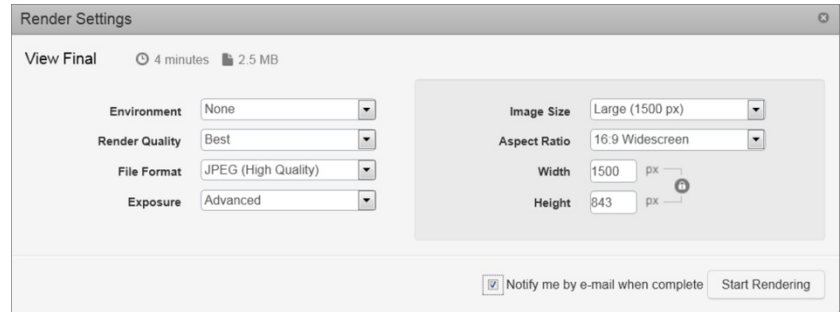 Render Settings
View Final 4 minutes 2.5 MB
Environment None
Render Quality Best
File Format JPEG (High Quality)
Exposure Advanced
Image Size Large (1500 px)
Aspect Ratio 16:9 Widescreen
Width 1500 px
Height 843 px
Notify me by e-mail when complete Start Rendering